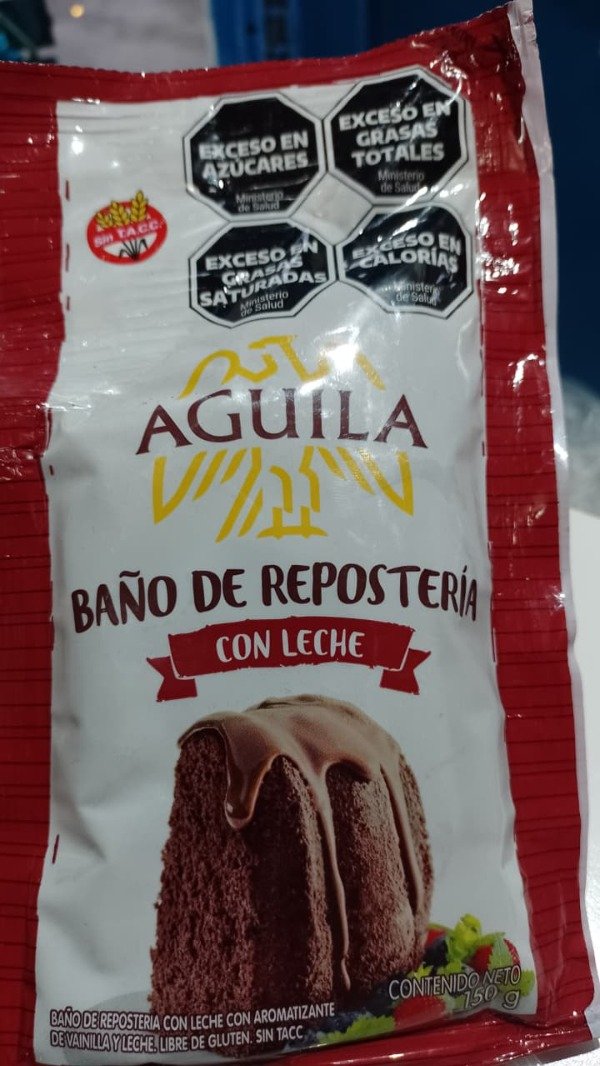 EXCESO EN
AZÚCARES
Ministerio
de Salud
EXCESO EN
GRASAS
TOTALES
Ministerio
de Salud
Sin T.A.C.C.
EXCESO EN
GRASAS
SATURADAS
Ministerio
de Salud
EXCESO EN
CALORÍAS
Ministerio
de Salud
AGUILA
BAÑO DE REPOSTERÍA
CON LECHE
CONTENIDO NETO
150 g
BAÑO DE REPOSTERIA CON LECHE CON AROMATIZANTE
DE VAINILLA Y LECHE. LIBRE DE GLUTEN. SIN TACC